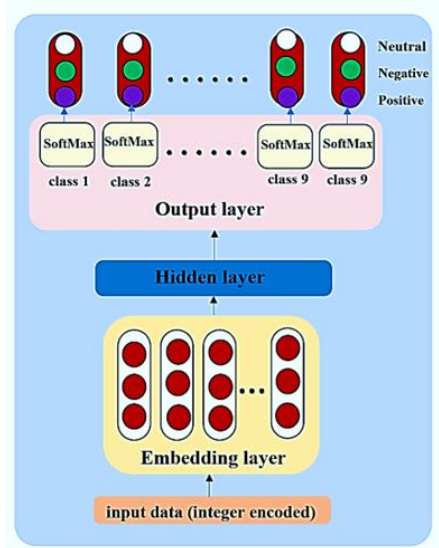 Neutral
Negative
Positive
SoftMax SoftMax ...... SoftMax SoftMax
class 1 class 2 class 9 class 9
Output layer
Hidden layer
Embedding layer
input data (integer encoded)